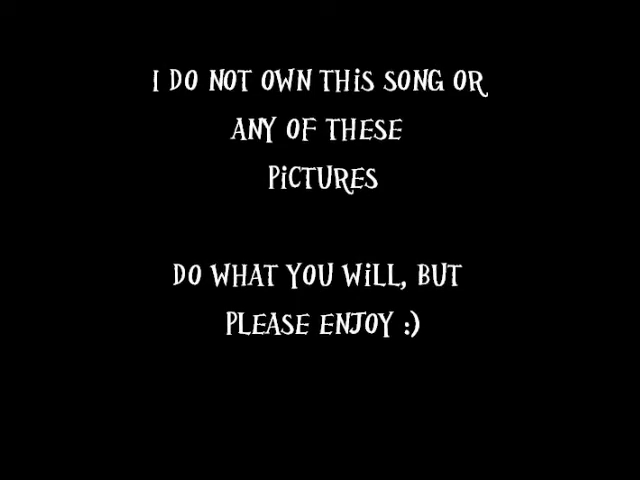 I DO NOT OWN THiS SONG OR
ANY OF THESE
PiCTURES
DO WHAT YOU WiLL, BUT
PLEASE ENJOY :)